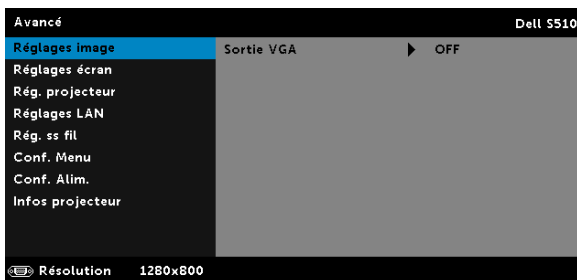 Avancé Dell S510
Réglages image Sortie VGA OFF
Réglages écran
Rég. projecteur
Réglages LAN
Rég. ss fil
Conf. Menu
Conf. Alim.
Infos projecteur
Résolution 1280x800